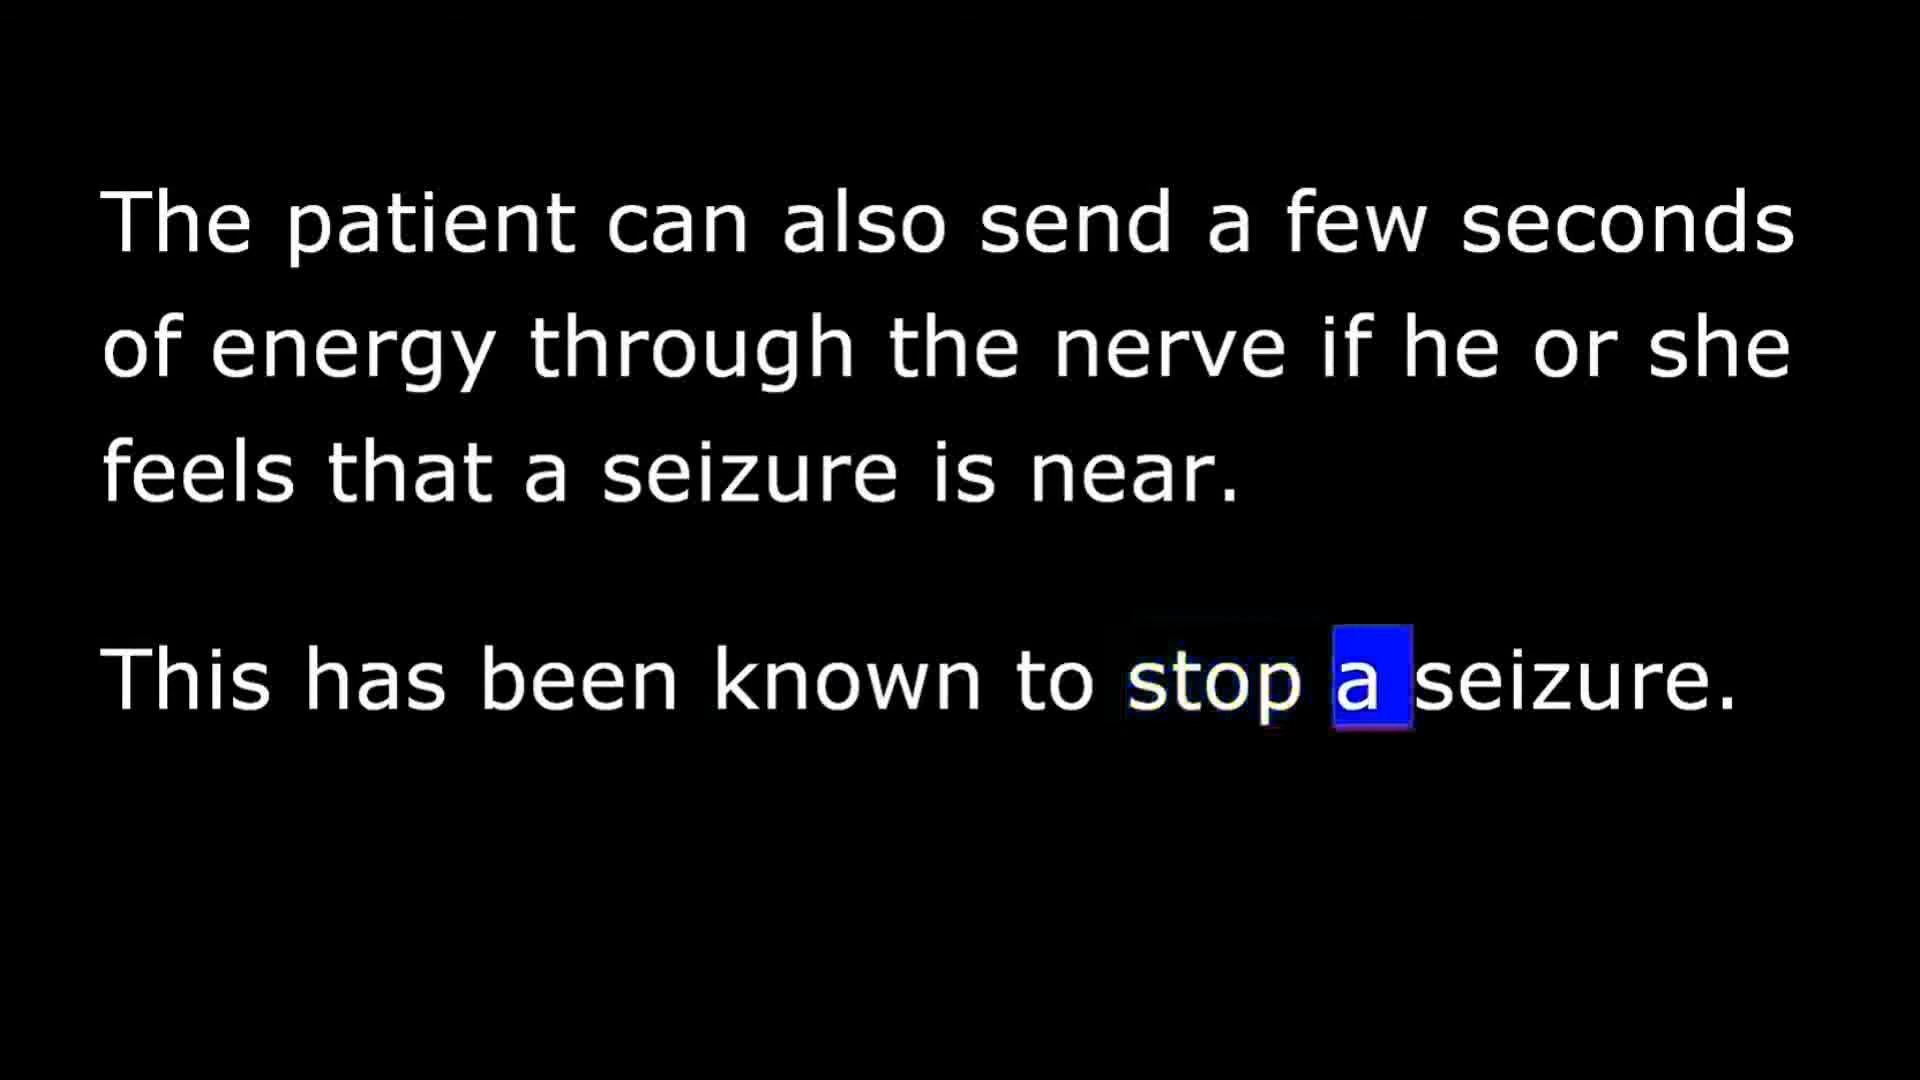 The patient can also send a few seconds
of energy through the nerve if he or she
feels that a seizure is near.
This has been known to stop a seizure.